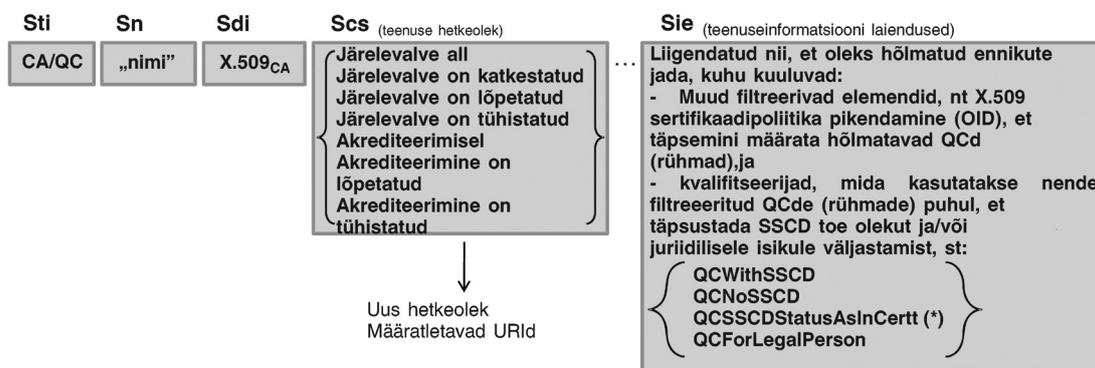 Sti Sn Sdi Scs (teenuse hetkeolek) Sie (teenuseinformatsiooni laiendused)
CA/QC
„nimi”
X.509CA
Järelevalve all
Järelevalve on katkestatud
Järelevalve on lõpetatud
Järelevalve on tühistatud
Akrediteerimisel
Akrediteerimine on
lõpetatud
Akrediteerimine on
tühistatud
...
Liigendatud nii, et oleks hõlmatud ennikute
jada, kuhu kuuluvad:
- Muud filtreerivad elemendid, nt X.509
sertifikaadipoliitika pikendamine (OID), et
täpsemini määrata hõlmatavad QCd
(rühmad),ja
- kvalifitseerijad, mida kasutatakse nende
filtreeeritud QCde (rühmade) puhul, et
täpsustada SSCD toe olekut ja/või
juriidilisele isikule väljastamist, st:
QCWithSSCD
QCNoSSCD
QCSSCDStatusAsInCertt (*)
QCForLegalPerson
Uus hetkeolek
Määratletavad URId